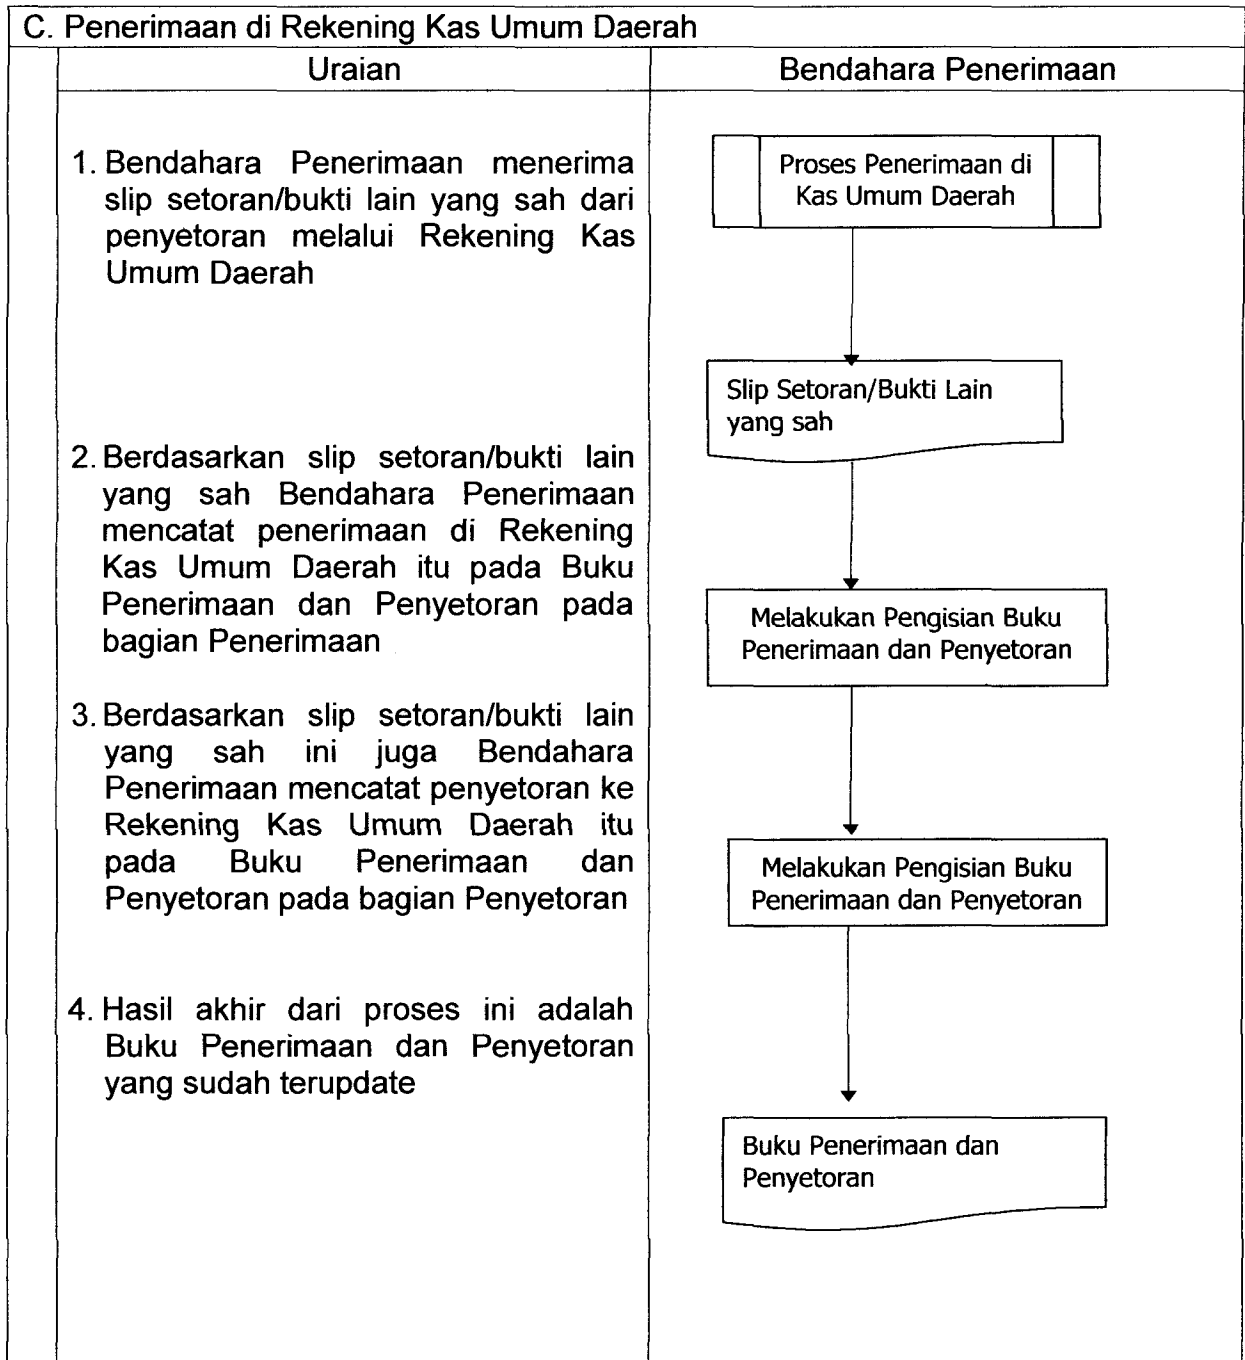 C. Penerimaan di Rekening Kas Umum Daerah
Uraian
Bendahara Penerimaan
1. Bendahara Penerimaan menerima
slip setoran/bukti lain yang sah dari
penyetoran melalui Rekening Kas
Umum Daerah
2. Berdasarkan slip setoran/bukti lain
yang sah Bendahara Penerimaan
mencatat penerimaan di Rekening
Kas Umum Daerah itu pada Buku
Penerimaan dan Penyetoran pada
bagian Penerimaan
3. Berdasarkan slip setoran/bukti lain
yang sah ini juga Bendahara
Penerimaan mencatat penyetoran ke
Rekening Kas Umum Daerah itu
pada Buku Penerimaan dan
Penyetoran pada bagian Penyetoran
4. Hasil akhir dari proses ini adalah
Buku Penerimaan dan Penyetoran
yang sudah terupdate
Proses Penerimaan di
Kas Umum Daerah
Slip Setoran/Bukti Lain
yang sah
Melakukan Pengisian Buku
Penerimaan dan Penyetoran
Melakukan Pengisian Buku
Penerimaan dan Penyetoran
Buku Penerimaan dan
Penyetoran